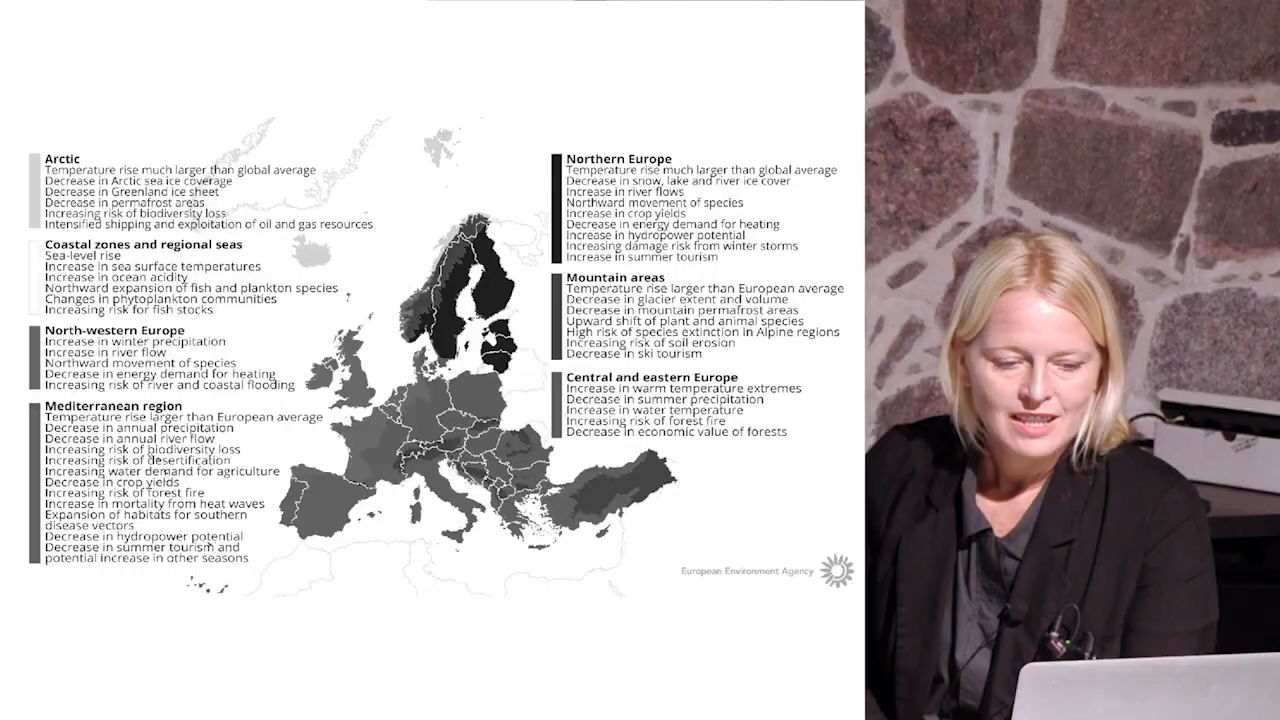 Arctic
Temperature rise much larger than global average
Decrease in Arctic sea ice coverage
Decrease in Greenland ice sheet
Decrease in permafrost areas
Increasing risk of biodiversity loss
Intensified shipping and exploitation of oil and gas resources
Coastal zones and regional seas
Sea-level rise
Increase in sea surface temperatures
Increase in ocean acidity
Northward expansion of fish and plankton species
Changes in phytoplankton communities
Increasing risk for fish stocks
North-western Europe
Increase in winter precipitation
Increase in river flow
Northward movement of species
Decrease in energy demand for heating
Increasing risk of river and coastal flooding
Mediterranean region
Temperature rise larger than European average
Decrease in annual precipitation
Decrease in annual river flow
Increasing risk of biodiversity loss
Increasing risk of desertification
Increasing water demand for agriculture
Decrease in crop yields
Increasing risk of forest fire
Increase in mortality from heat waves
Expansion of habitats for southern
disease vectors
Decrease in hydropower potential
Decrease in summer tourism and
potential increase in other seasons
Northern Europe
Temperature rise much larger than global average
Decrease in snow, lake and river ice cover
Increase in river flows
Northward movement of species
Increase in crop yields
Decrease in energy demand for heating
Increase in hydropower potential
Increasing damage risk from winter storms
Increase in summer tourism
Mountain areas
Temperature rise larger than European average
Decrease in glacier extent and volume
Decrease in mountain permafrost areas
Upward shift of plant and animal species
High risk of species extinction in Alpine regions
Increasing risk of soil erosion
Decrease in ski tourism
Central and eastern Europe
Increase in warm temperature extremes
Decrease in summer precipitation
Increase in water temperature
Increasing risk of forest fire
Decrease in economic value of forests
European Environment Agency